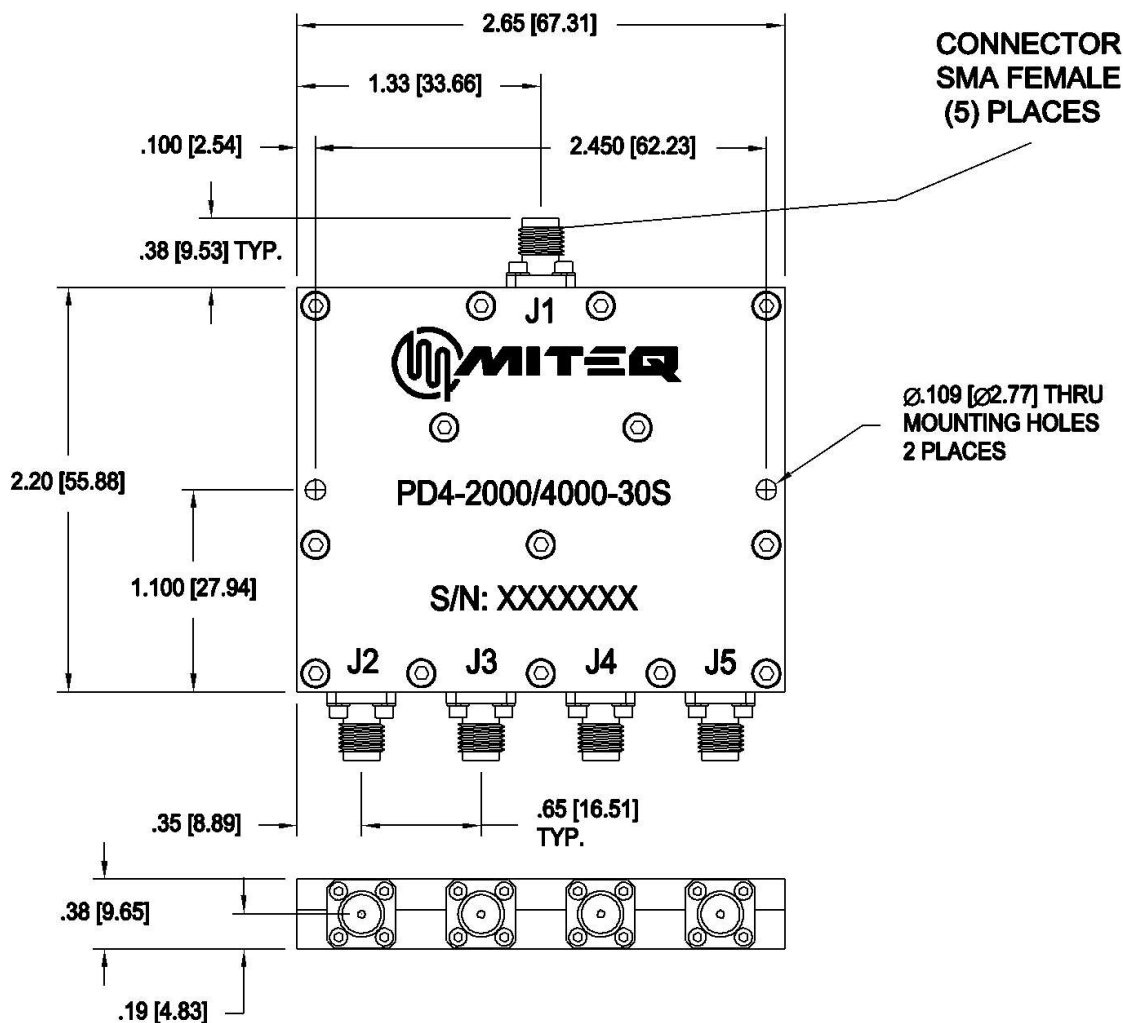 2.65 [67.31]
CONNECTOR
SMA FEMALE
(5) PLACES
1.33 [33.66]
.100 [2.54]
2.450 [62.23]
.38 [9.53] TYP.
J1
MITEQ
Ø.109 [Ø2.77] THRU
MOUNTING HOLES
2 PLACES
2.20 [55.88]
PD4-2000/4000-30S
1.100 [27.94]
S/N: XXXXXXX
J2 J3 J4 J5
.35 [8.89]
.65 [16.51]
TYP.
.38 [9.65]
.19 [4.83]